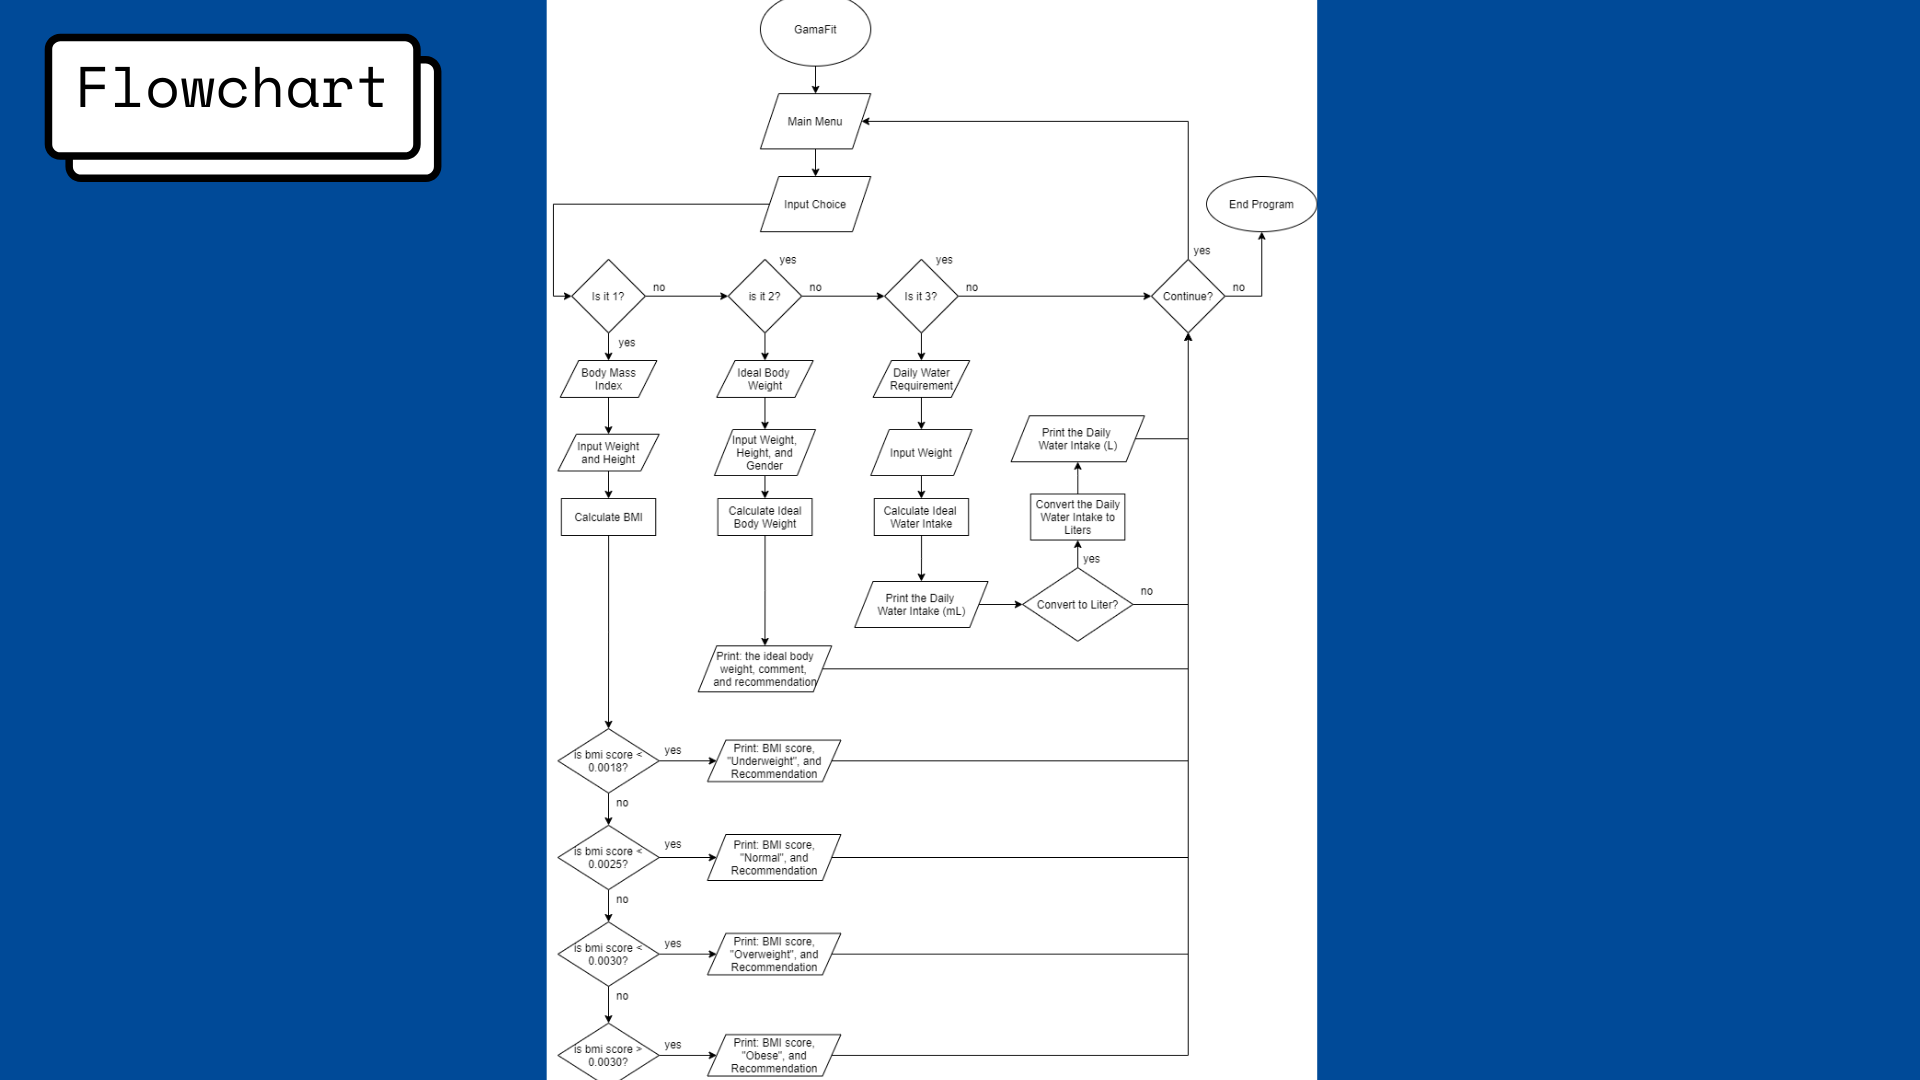 Flowchart
GamaFit
Main Menu
Input Choice
End Program
yes
yes
yes
Is it 1?
no
is it 2?
no
Is it 3?
no
Continue?
no
yes
Body Mass
Index
Ideal Body
Weight
Daily Water
Requirement
Input Weight
and Height
Input Weight,
Height, and
Gender
Input Weight
Print the Daily
Water Intake (L)
Calculate BMI
Calculate Ideal
Body Weight
Calculate Ideal
Water Intake
Convert the Daily
Water Intake to
Liters
yes
Print the Daily
Water Intake (mL)
Convert to Liter?
no
Print: the ideal body
weight, comment,
and recommendation
is bmi score <
0.0018?
yes
Print: BMI score,
"Underweight", and
Recommendation
no
is bmi score <
0.0025?
yes
Print: BMI score,
"Normal", and
Recommendation
no
is bmi score <
0.0030?
yes
Print: BMI score,
"Overweight", and
Recommendation
no
is bmi score >
0.0030?
yes
Print: BMI score,
"Obese", and
Recommendation